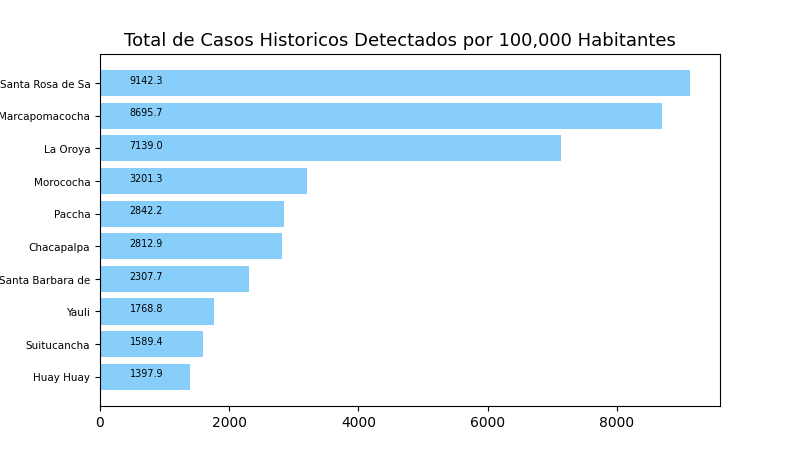 Total de Casos Historicos Detectados por 100,000 Habitantes
Santa Rosa de Sa 9142.3
Marcapomacocha 8695.7
La Oroya 7139.0
Morococha 3201.3
Paccha 2842.2
Chacapalpa 2812.9
Santa Barbara de 2307.7
Yauli 1768.8
Suitucancha 1589.4
Huay Huay 1397.9
0 2000 4000 6000 8000